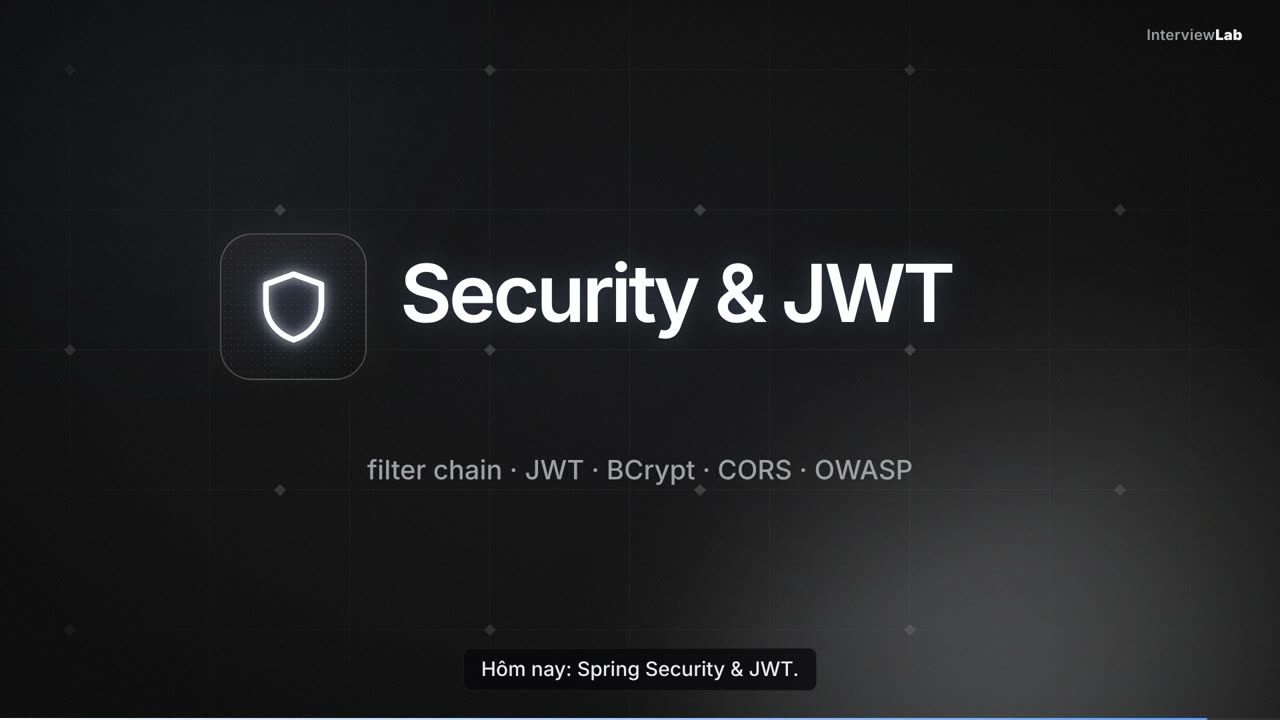 InterviewLab
Security & JWT
filter chain · JWT · BCrypt · CORS · OWASP
Hôm nay: Spring Security & JWT.